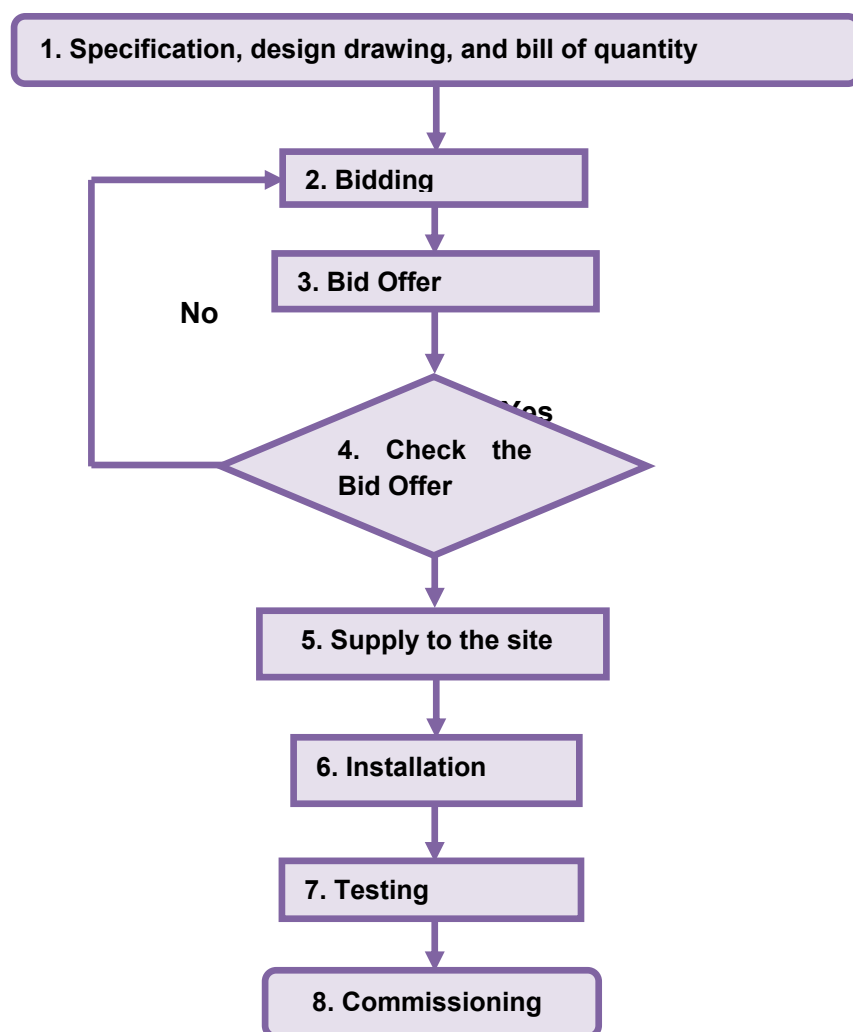 1. Specification, design drawing, and bill of quantity
2. Bidding
3. Bid Offer
No
Yes
4. Check the
Bid Offer
5. Supply to the site
6. Installation
7. Testing
8. Commissioning